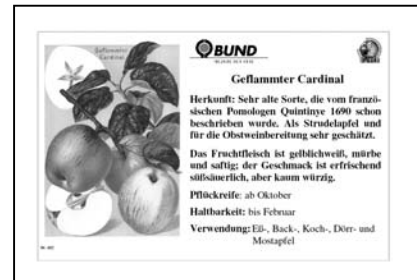 Geflammter
Cardinal
BUND
Geflammter Cardinal
Herkunft: Sehr alte Sorte, die vom franzö-
sischen Pomologen Quintinye 1690 schon
beschrieben wurde. Als Strudelapfel und
für die Obstweinbereitung sehr geschätzt.
Das Fruchtfleisch ist gelblichweiß, mürbe
und saftig; der Geschmack ist erfrischend
süßsäuerlich, aber kaum würzig.
Pflückreife: ab Oktober
Haltbarkeit: bis Februar
Verwendung: Eß-, Back-, Koch-, Dörr- und
Mostapfel